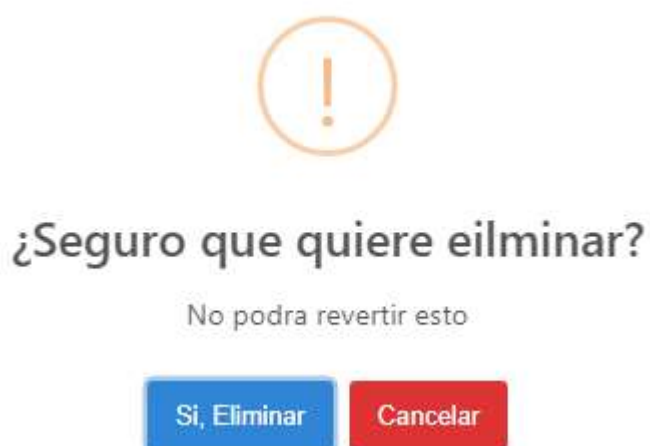 ¿Seguro que quiere eilminar?
No podra revertir esto
Si, Eliminar Cancelar